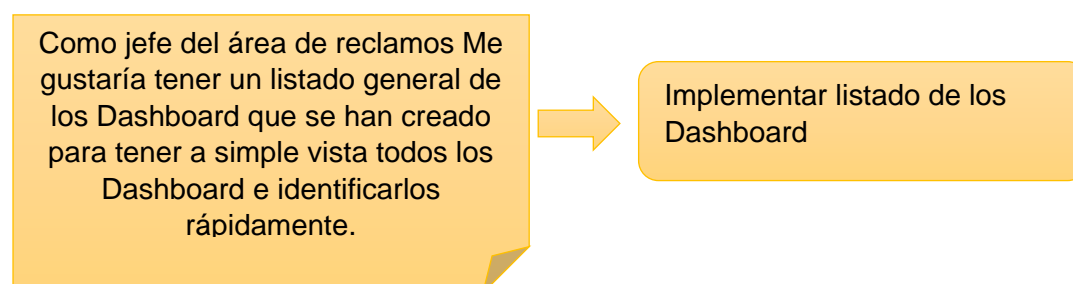 Como jefe del área de reclamos Me
gustaría tener un listado general de
los Dashboard que se han creado
para tener a simple vista todos los
Dashboard e identificarlos
rápidamente.
Implementar listado de los
Dashboard